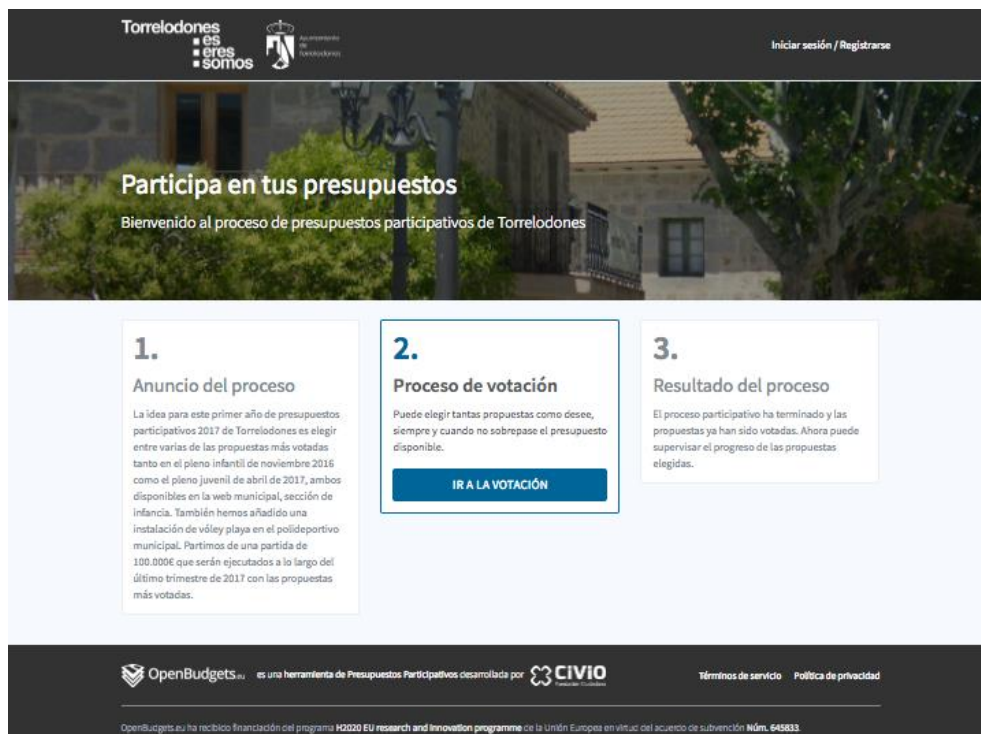 Torrelodones
es
eres
somos
Ayuntamiento
de
Torrelodones
Iniciar sesión / Registrarse
Participa en tus presupuestos
Bienvenido al proceso de presupuestos participativos de Torrelodones
1.
Anuncio del proceso
La idea para este primer año de presupuestos
participativos 2017 de Torrelodones es elegir
entre varias de las propuestas más votadas
tanto en el pleno infantil de noviembre 2016
como el pleno juvenil de abril de 2017, ambos
disponibles en la web municipal, sección de
infancia. También hemos añadido una
instalación de vóley playa en el polideportivo
municipal. Partimos de una partida de
100.000€ que serán ejecutados a lo largo del
último trimestre de 2017 con las propuestas
más votadas.
2.
Proceso de votación
Puede elegir tantas propuestas como desee,
siempre y cuando no sobrepase el presupuesto
disponible.
IR A LA VOTACIÓN
3.
Resultado del proceso
El proceso participativo ha terminado y las
propuestas ya han sido votadas. Ahora puede
supervisar el progreso de las propuestas
elegidas.
OpenBudgets.eu es una herramienta de Presupuestos Participativos desarrollada por CIVIO
Fundación Ciudadana
Términos de servicio Política de privacidad
OpenBudgets.eu ha recibido financiación del programa H2020 EU research and innovation programme de la Unión Europea en virtud del acuerdo de subvención Núm. 645833.